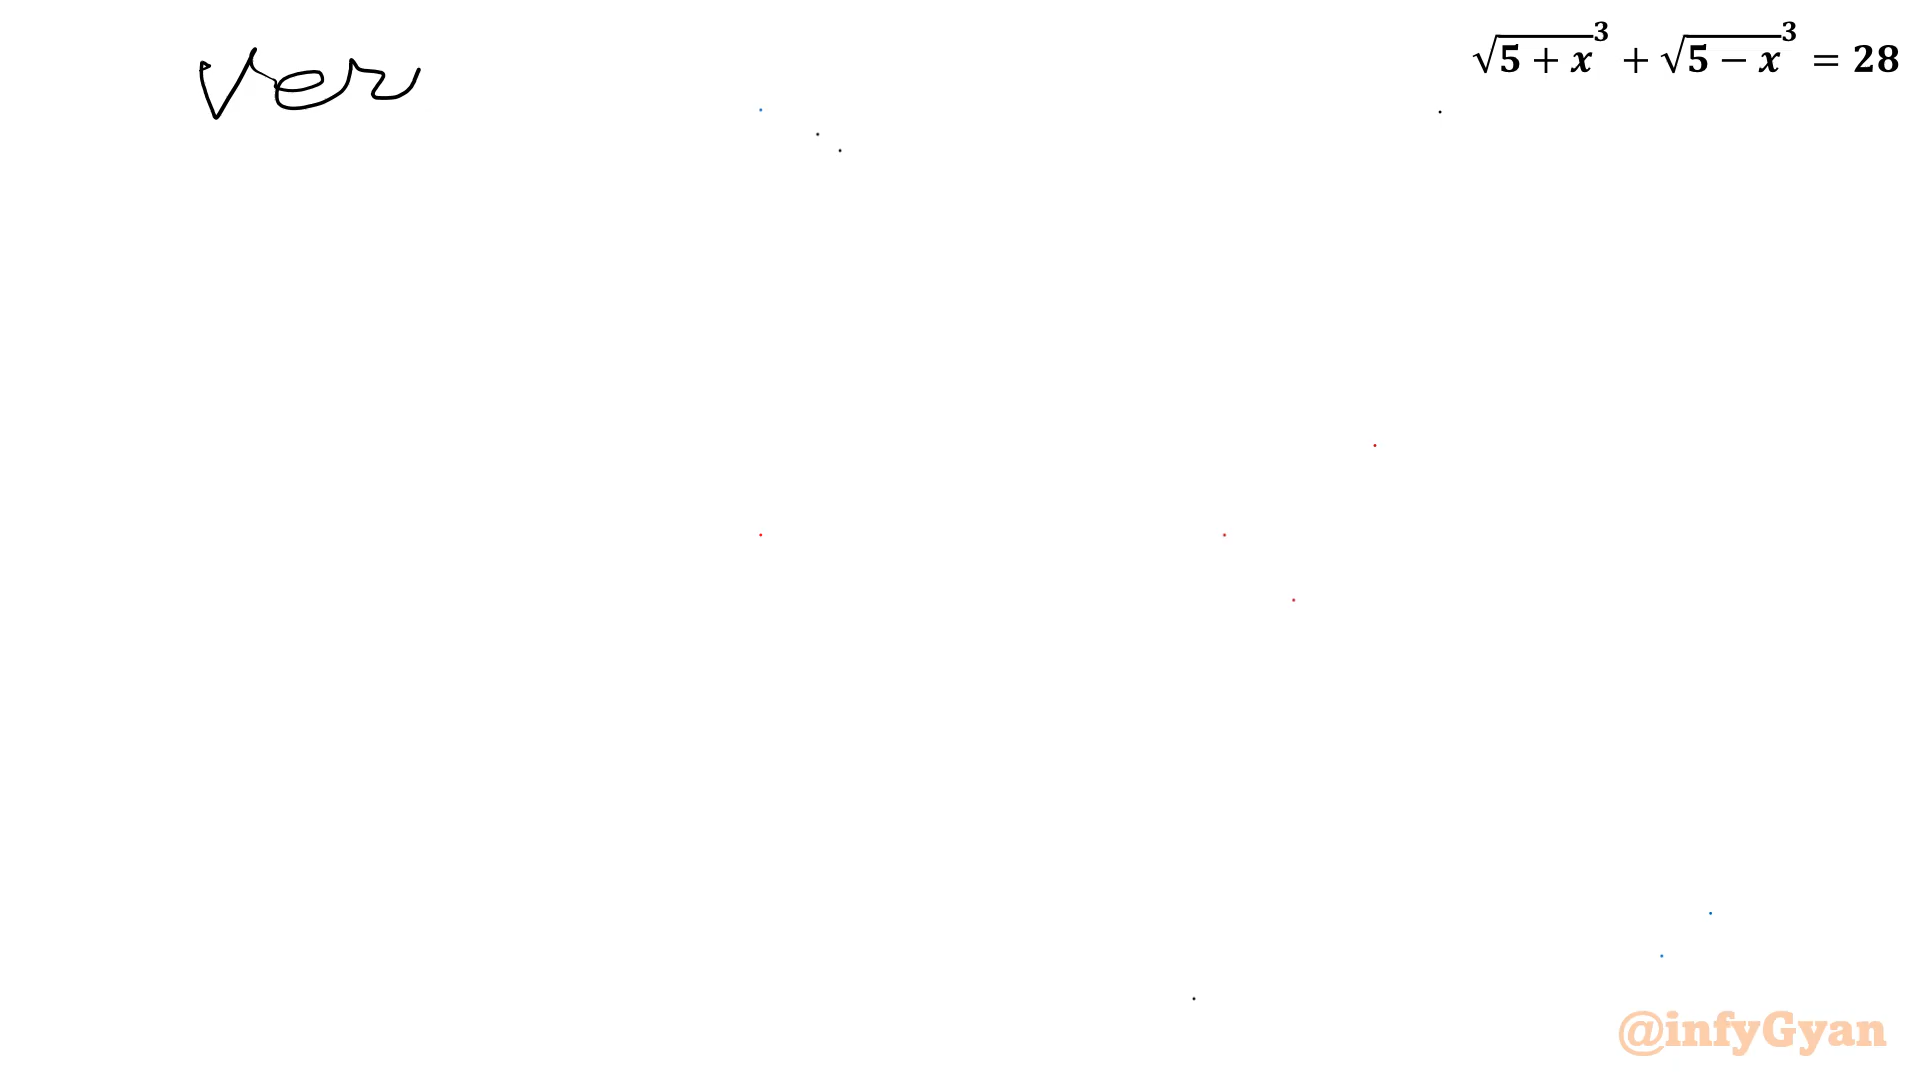 Ver
√5 + x³ + √5 − x³ = 28
@infyGyan